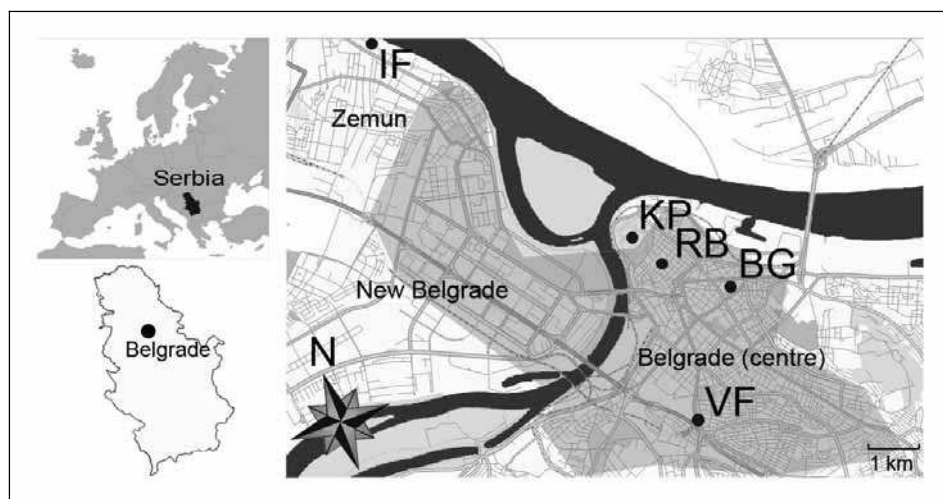 Serbia
Belgrade
IF
Zemun
KP
RB
BG
New Belgrade
Belgrade (centre)
N
VF
1 km